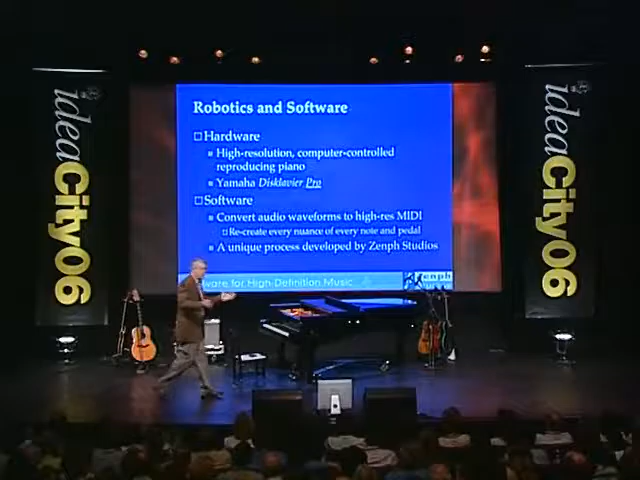 ideaCity06
Robotics and Software
Hardware
High-resolution, computer-controlled
reproducing piano
Yamaha Disklavier Pro
Software
Convert audio waveforms to high-res MIDI
Re-create every nuance of every note and pedal
A unique process developed by Zenph Studios
ware for High-Definition Music
enph
ideaCity06